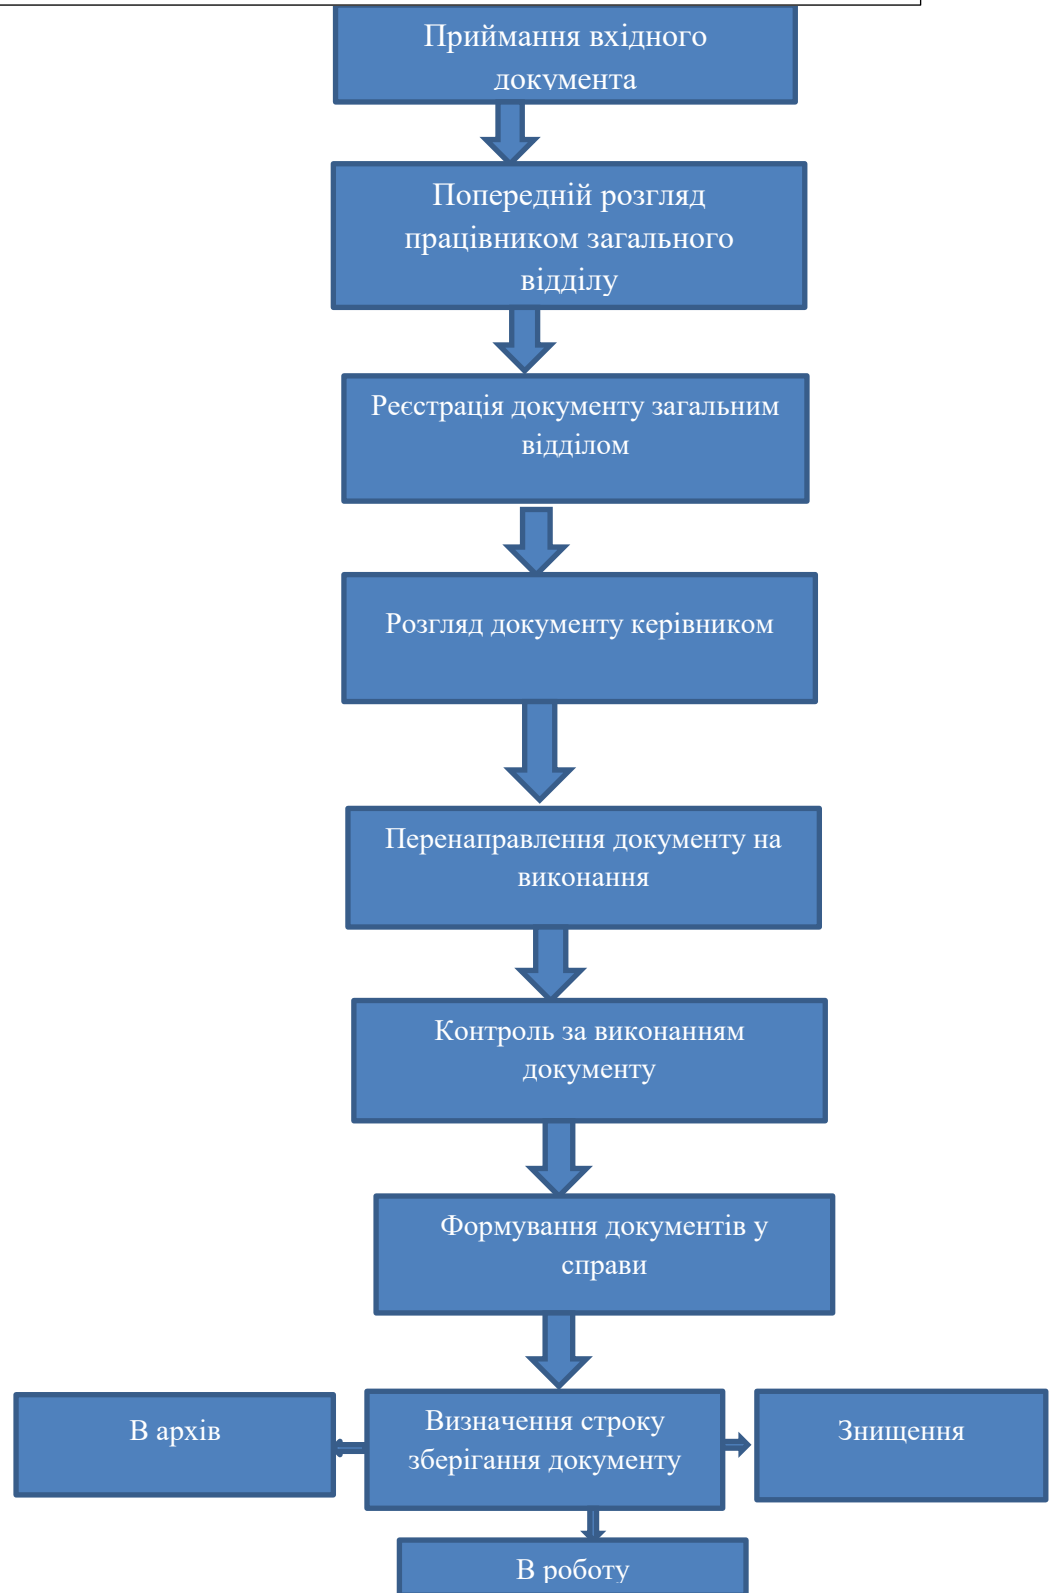 Приймання вхідного
документа
Попередній розгляд
працівником загального
відділу
Реєстрація документу загальним
відділом
Розгляд документу керівником
Перенаправлення документу на
виконання
Контроль за виконанням
документу
Формування документів у
справи
В архів
Визначення строку
зберігання документу
Знищення
В роботу